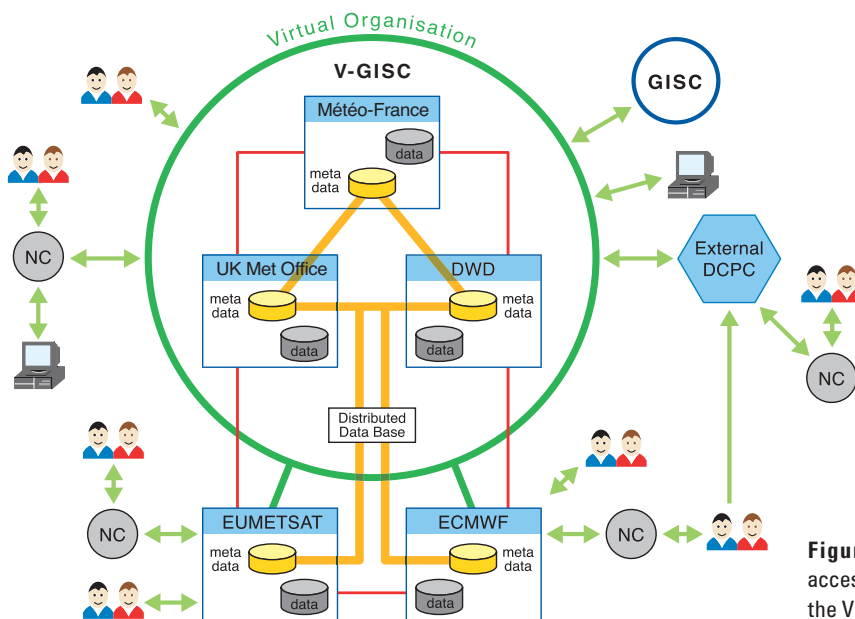 Virtual Organisation
V-GISC
GISC
Météo-France
data
meta
data
NC
UK Met Office
meta
data
data
DWD
meta
data
data
External
DCPC
NC
Distributed
Data Base
NC
EUMETSAT
meta
data
data
ECMWF
meta
data
data
NC
Figur
acces
the V